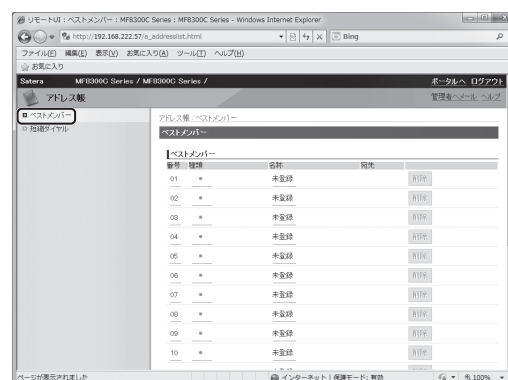 リモートUI : ベストメンバー : MF8300C Series : MF8300C Series - Windows Internet Explorer
http://192.168.222.57/a_addresslist.html
Bing
ファイル(F) 編集(E) 表示(V) お気に入り(A) ツール(T) ヘルプ(H)
お気に入り
Satera MF8300C Series / MF8300C Series / ポータルへ ログアウト
アドレス帳 管理者へメール ヘルプ
ベストメンバー
短縮ダイヤル
アドレス帳 : ベストメンバー
ベストメンバー
ベストメンバー
番号 種類 名称 宛先
01 未登録 削除
02 未登録 削除
03 未登録 削除
04 未登録 削除
05 未登録 削除
06 未登録 削除
07 未登録 削除
08 未登録 削除
09 未登録 削除
10 未登録 削除
ページが表示されました インターネット | 保護モード: 有効 100%